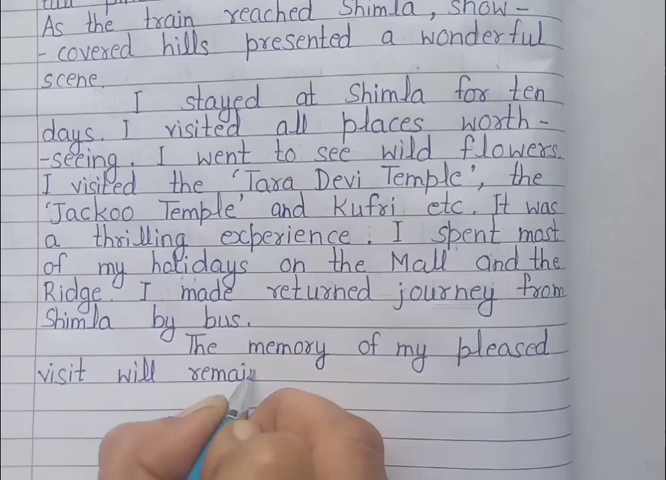 As the train reached Shimla, snow-
-covered hills presented a wonderful
scene.
I stayed at Shimla for ten
days. I visited all places worth-
-seeing. I went to see wild flowers.
I visited the 'Tara Devi Temple', the
'Jackoo Temple' and Kufri etc. It was
a thrilling experience. I spent most
of my holidays on the Mall and the
Ridge. I made returned journey from
Shimla by bus.
The memory of my pleased
visit will remain